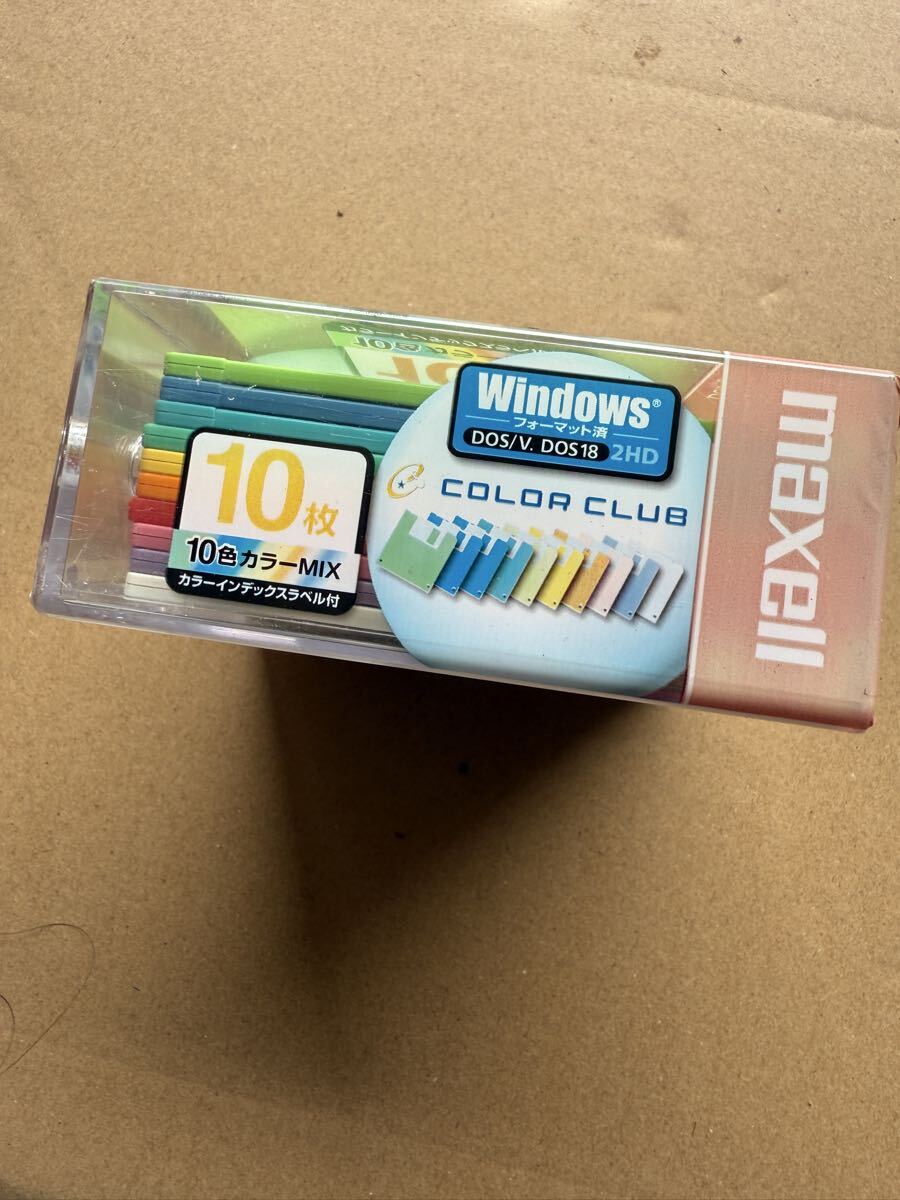 Windows®
フォーマット済
DOS/V. DOS18 2HD
COLOR CLUB
10枚
10色カラーMIX
カラーインデックスラベル付
maxell